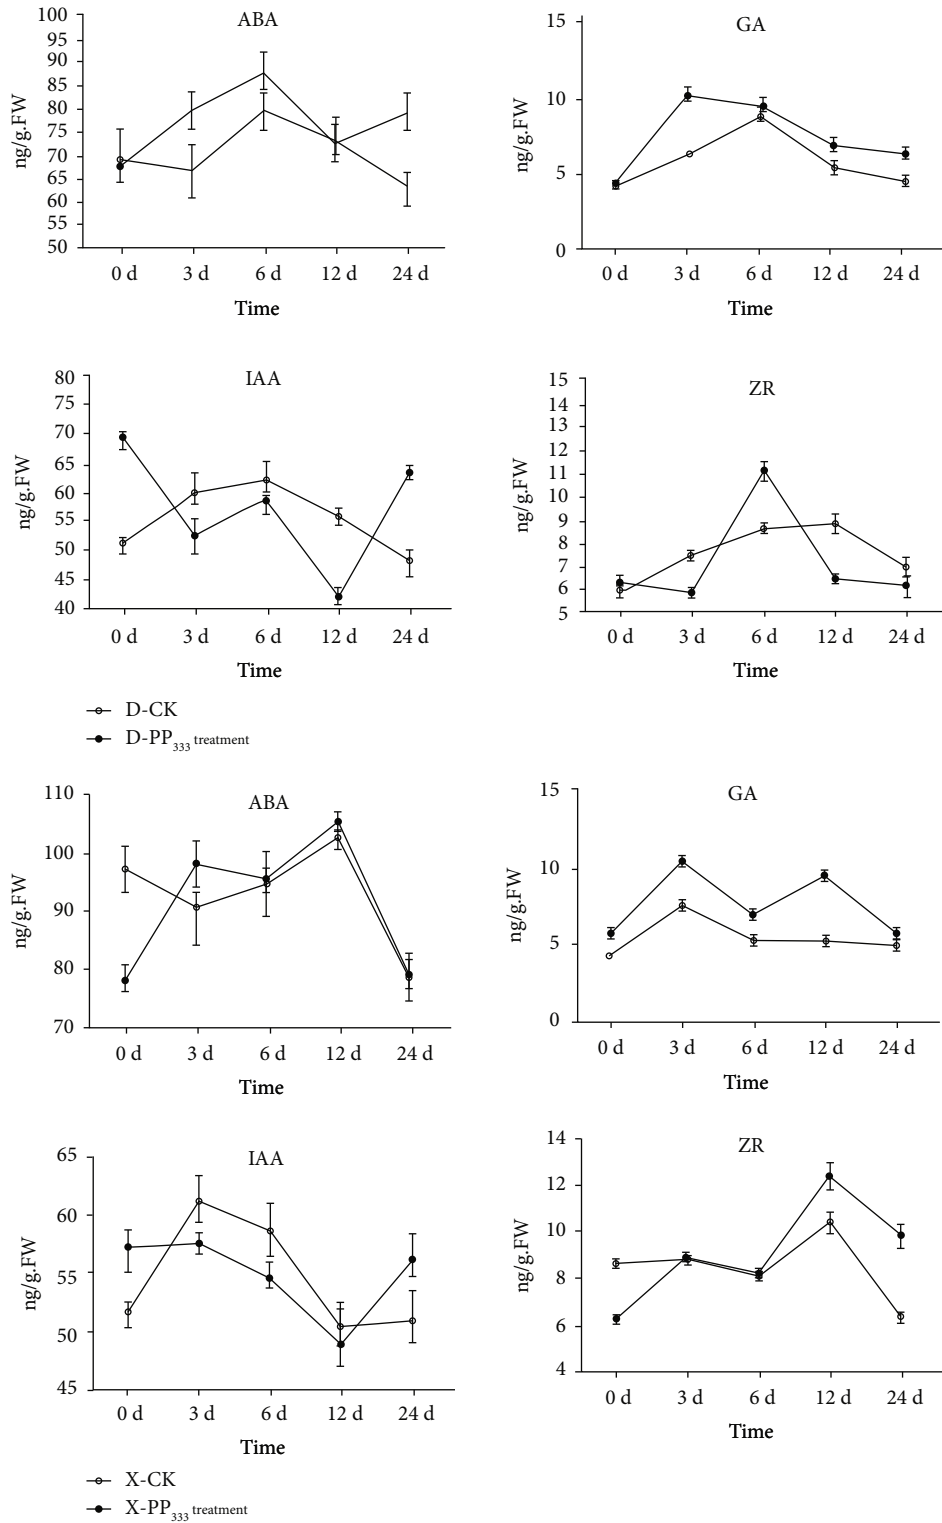 ABA
100
95
90
85
80
75
70
65
60
55
50
ng/g.FW
0 d 3 d 6 d 12 d 24 d
Time
GA
15
10
5
0
ng/g.FW
0 d 3 d 6 d 12 d 24 d
Time
IAA
80
75
70
65
60
55
50
45
40
ng/g.FW
0 d 3 d 6 d 12 d 24 d
Time
ZR
15
14
13
12
11
10
9
8
7
6
5
ng/g.FW
0 d 3 d 6 d 12 d 24 d
Time
D-CK
D-PP333 treatment
ABA
110
100
90
80
70
ng/g.FW
0 d 3 d 6 d 12 d 24 d
Time
GA
15
10
5
0
ng/g.FW
0 d 3 d 6 d 12 d 24 d
Time
IAA
65
60
55
50
45
ng/g.FW
0 d 3 d 6 d 12 d 24 d
Time
ZR
14
12
10
8
6
4
ng/g.FW
0 d 3 d 6 d 12 d 24 d
Time
X-CK
X-PP333 treatment